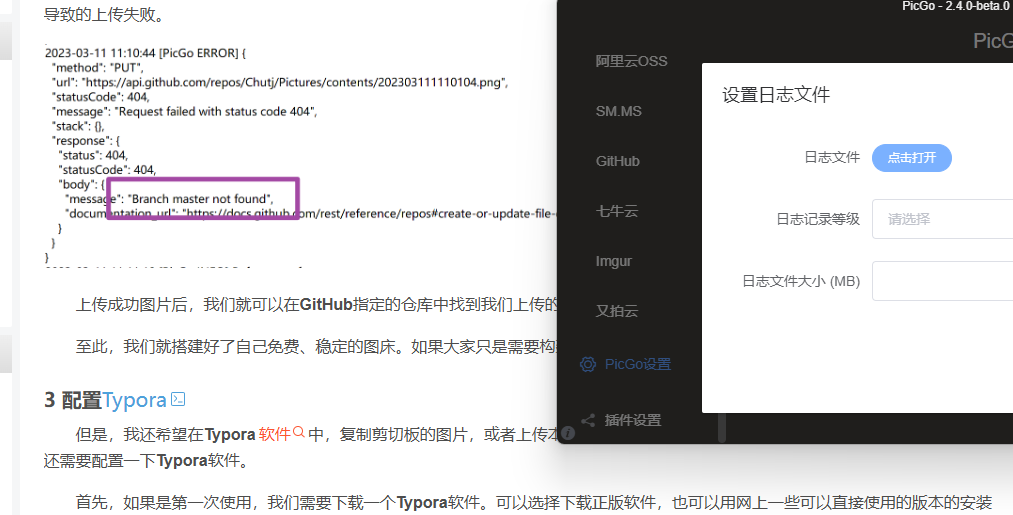 导致的上传失败。
2023-03-11 11:10:44 [PicGo ERROR] {
"method": "PUT",
"url": "https://api.github.com/repos/Chutj/Pictures/contents/202303111110104.png",
"statusCode": 404,
"message": "Request failed with status code 404",
"stack": {},
"response": {
"status": 404,
"statusCode": 404,
"body": {
"message": "Branch master not found",
"documentation_url": "https://docs.github.com/rest/reference/repos#create-or-update-file-
}
}
}
上传成功图片后，我们就可以在GitHub指定的仓库中找到我们上传的
至此，我们就搭建好了自己免费、稳定的图床。如果大家只是需要构
3 配置Typora
但是，我还希望在Typora 软件中，复制剪切板的图片，或者上传本
还需要配置一下Typora软件。
首先，如果是第一次使用，我们需要下载一个Typora软件。可以选择下载正版软件，也可以用网上一些可以直接使用的版本的安装
PicGo - 2.4.0-beta.0
PicG
阿里云OSS
SM.MS
GitHub
七牛云
Imgur
又拍云
PicGo设置
插件设置
设置日志文件
日志文件 点击打开
日志记录等级 请选择
日志文件大小 (MB)